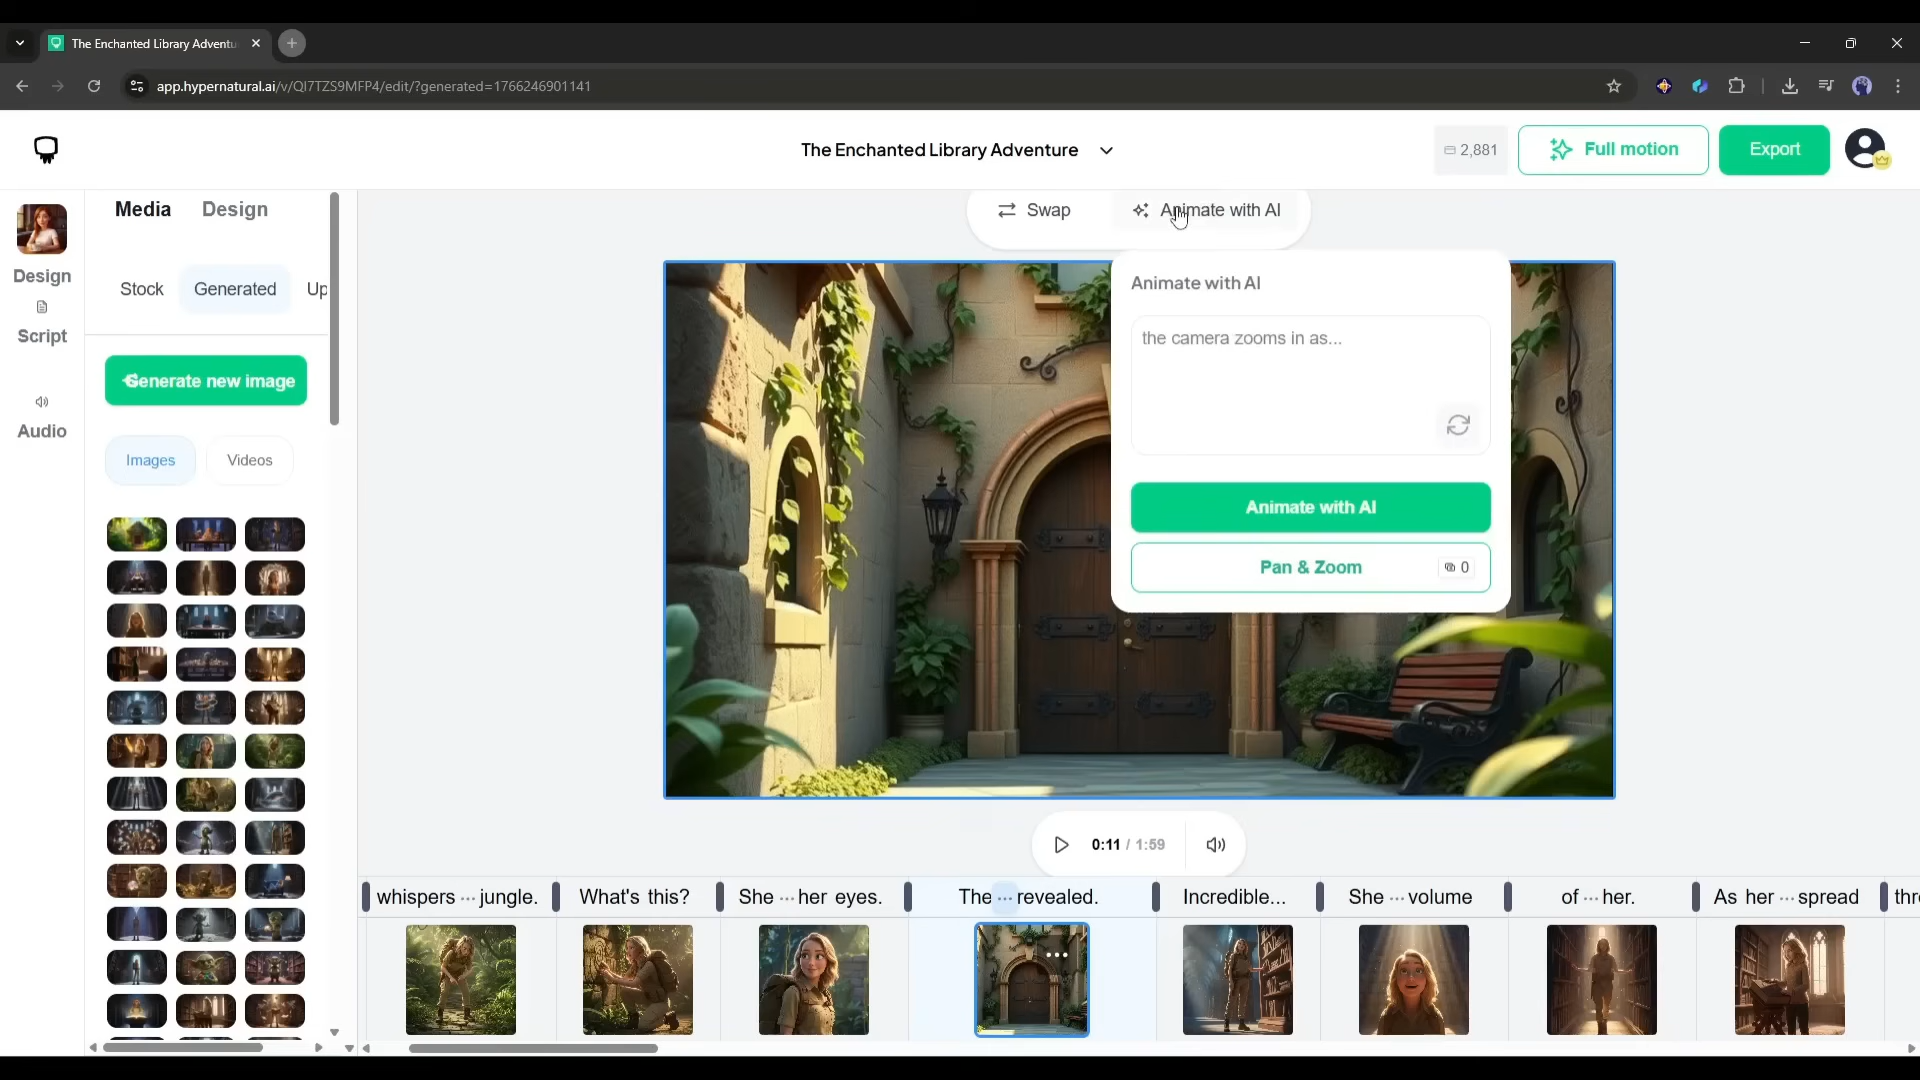 The Enchanted Library Adventu
app.hypernatural.ai/v/QI7TZS9MFP4/edit/?generated=1766246901141
The Enchanted Library Adventure
2,881
Full motion
Export
Media
Design
Swap
Animate with AI
Design
Script
Audio
Stock
Generated
Up
Generate new image
Images
Videos
Animate with AI
the camera zooms in as...
Animate with AI
Pan & Zoom
0
0:11 / 1:59
whispers ··· jungle.
What's this?
She ··· her eyes.
The ··· revealed.
Incredible...
She ··· volume
of ··· her.
As her ··· spread
thr